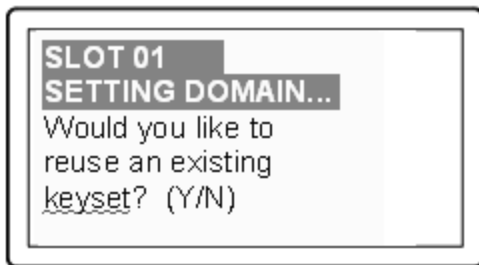 SLOT 01
SETTING DOMAIN...
Would you like to
reuse an existing
keyset? (Y/N)